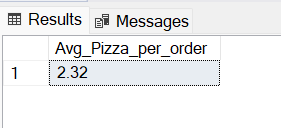 Results Messages
Avg_Pizza_per_order
1 2.32